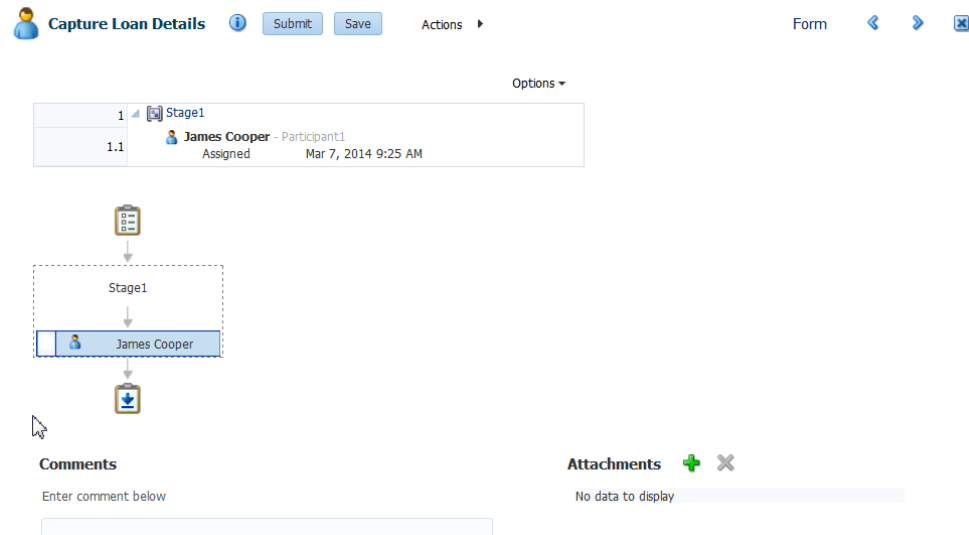 Capture Loan Details Submit Save Actions Form
Options
1 Stage1
1.1 James Cooper - Participant1
Assigned Mar 7, 2014 9:25 AM
Stage1
James Cooper
Comments Attachments
Enter comment below No data to display